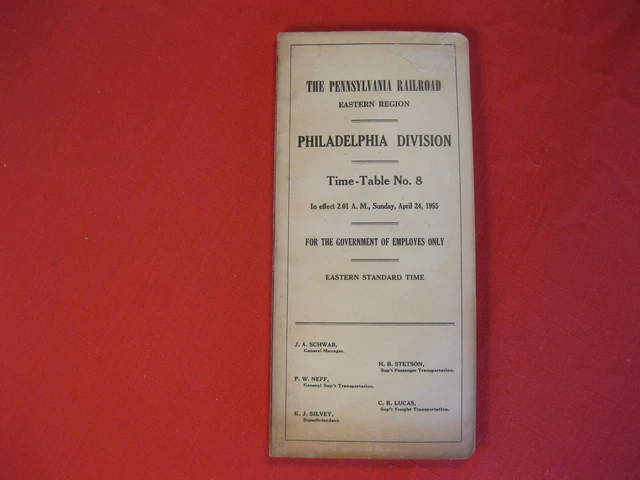 THE PENNSYLVANIA RAILROAD
EASTERN REGION
PHILADELPHIA DIVISION
Time-Table No. 8
In effect 2.01 A. M., Sunday, April 24, 1955
FOR THE GOVERNMENT OF EMPLOYES ONLY
EASTERN STANDARD TIME
J. A. SCHWAB,
General Manager.
H. B. STETSON,
Sup't Passenger Transportation.
P. W. NEFF,
General Sup't Transportation.
C. R. LUCAS,
Sup't Freight Transportation.
K. J. SILVEY,
Superintendent.